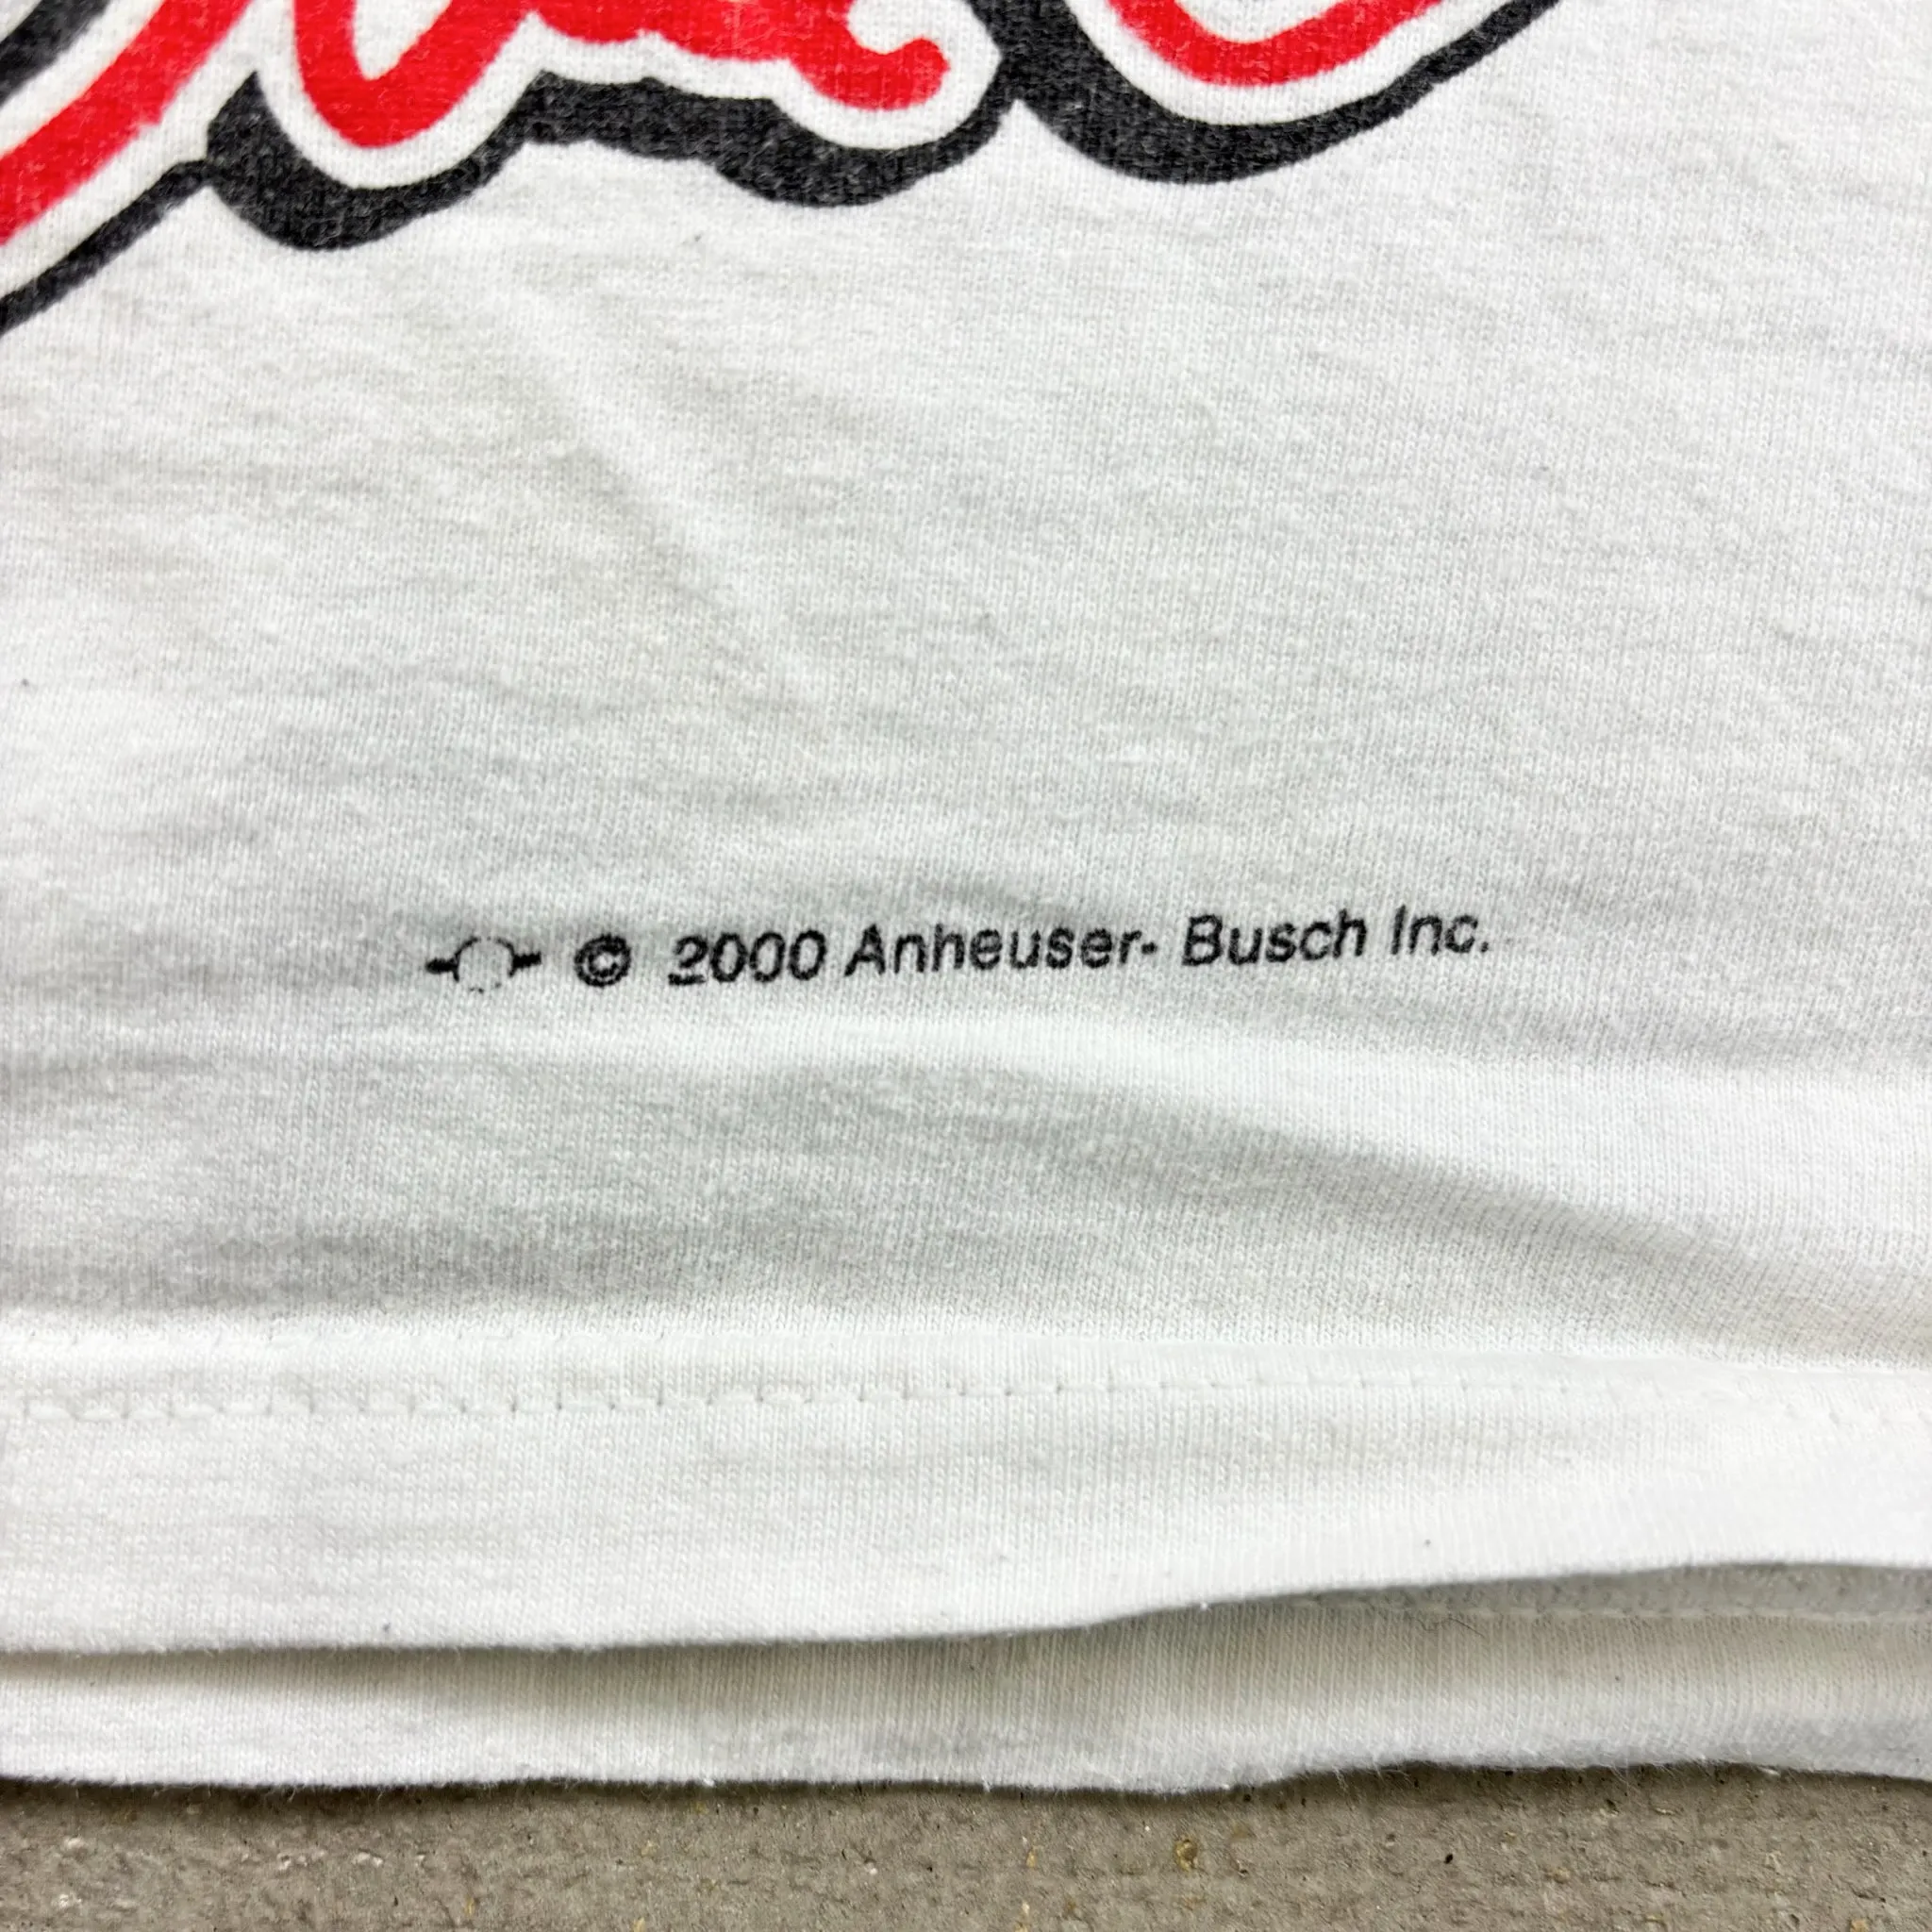 © 2000 Anheuser- Busch Inc.